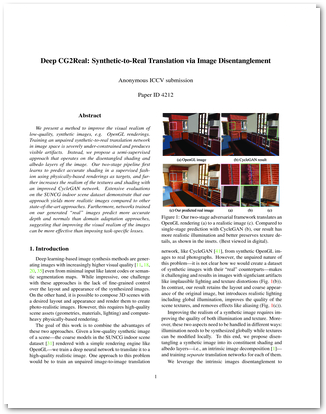 Deep CG2Real: Synthetic-to-Real Translation via Image Disentanglement
Anonymous ICCV submission
Paper ID 4212
Abstract
We present a method to improve the visual realism of
low-quality, synthetic images, e.g. OpenGL renderings.
Training an unpaired synthetic-to-real translation network
in image space is severely under-constrained and produces
visible artifacts. Instead, we propose a semi-supervised
approach that operates on the disentangled shading and
albedo layers of the image. Our two-stage pipeline first
learns to predict accurate shading in a supervised fash-
ion using physically-based renderings as targets, and fur-
ther increases the realism of the textures and shading with
an improved CycleGAN network. Extensive evaluations
on the SUNCG indoor scene dataset demonstrate that our
approach yields more realistic images compared to other
state-of-the-art approaches. Furthermore, networks trained
on our generated "real" images predict more accurate
depth and normals than domain adaptation approaches,
suggesting that improving the visual realism of the images
can be more effective than imposing task-specific losses.
1. Introduction
Deep learning-based image synthesis methods are gener-
ating images with increasingly higher visual quality
even from minimal input like latent codes or seman-
tic segmentation maps. While impressive, one challenge
with these approaches is the lack of fine-grained control
over the layout and appearance of the synthesized images.
On the other hand, it is possible to compose 3D scenes with
a desired layout and appearance and render them to create
photo-realistic images. However, this requires high-quality
scene assets (geometry, materials, lighting) and compute-
heavy physically-based rendering.
The goal of this work is to combine the advantages of
these two approaches. Given a low-quality synthetic image
of a scene—the coarse models in the SUNCG indoor scene
dataset rendered with a simple rendering engine like
OpenGL—we train a deep neural network to translate it to a
high-quality realistic image. One approach to this problem
would be to train an unpaired image-to-image translation
(a) OpenGL image
(b) CycleGAN result
(c) Our predicted real image
(a)
(b)
(c)
Figure 1: Our two-stage adversarial framework translates an
OpenGL rendering (a) to a realistic image (c). Compared to
single-stage prediction with CycleGAN (b), our result has
more realistic illumination and better preserves texture de-
tails, as shown in the insets. (Best viewed in digital).
network, like CycleGAN, from synthetic OpenGL im-
ages to real photographs. However, the unpaired nature of
this problem—it is not clear how we would create a dataset
of synthetic images with their "real" counterparts—makes
it challenging and results in images with significant artifacts
like implausible lighting and texture distortions (Fig. 1(b)).
In contrast, our result retains the layout and coarse appear-
ance of the original image, but introduces realistic lighting
including global illumination, improves the quality of the
scene textures, and removes effects like aliasing (Fig. 1(c)).
Improving the realism of a synthetic image requires im-
proving the quality of both illumination and texture. More-
over, these two aspects need to be handled in different ways;
illumination needs to be synthesized globally while textures
can be modified locally. To this end, we propose disen-
tangling a synthetic image into its constituent shading and
albedo layers—i.e., an intrinsic image decomposition
and training separate translation networks for each of them.
We leverage the intrinsic images disentanglement to
1